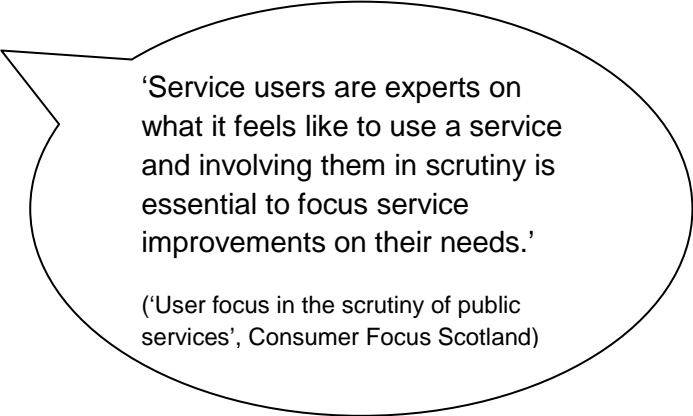 ‘Service users are experts on
what it feels like to use a service
and involving them in scrutiny is
essential to focus service
improvements on their needs.’
(‘User focus in the scrutiny of public
services’, Consumer Focus Scotland)